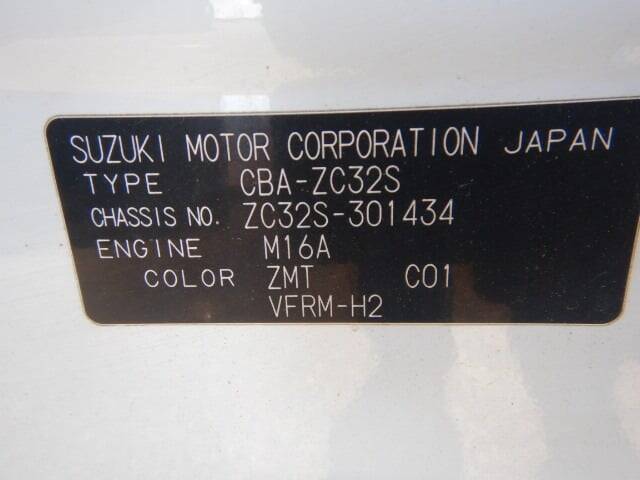 SUZUKI MOTOR CORPORATION JAPAN
TYPE CBA-ZC32S
CHASSIS NO. ZC32S-301434
ENGINE M16A
COLOR ZMT C01
VFRM-H2